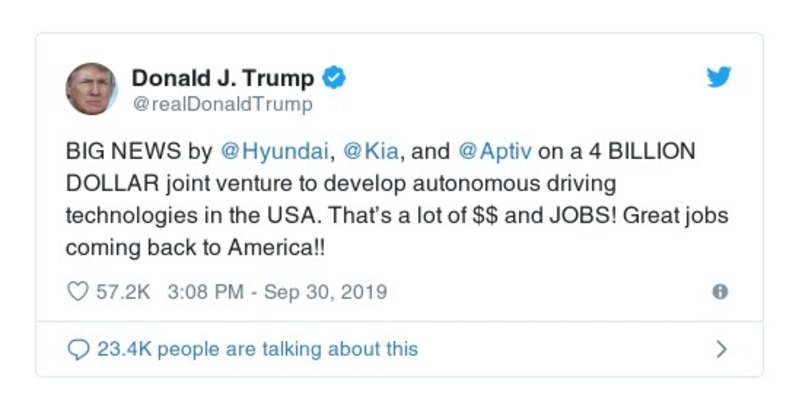 Donald J. Trump
@realDonaldTrump
BIG NEWS by @Hyundai, @Kia, and @Aptiv on a 4 BILLION
DOLLAR joint venture to develop autonomous driving
technologies in the USA. That’s a lot of $$ and JOBS! Great jobs
coming back to America!!
57.2K 3:08 PM - Sep 30, 2019
23.4K people are talking about this